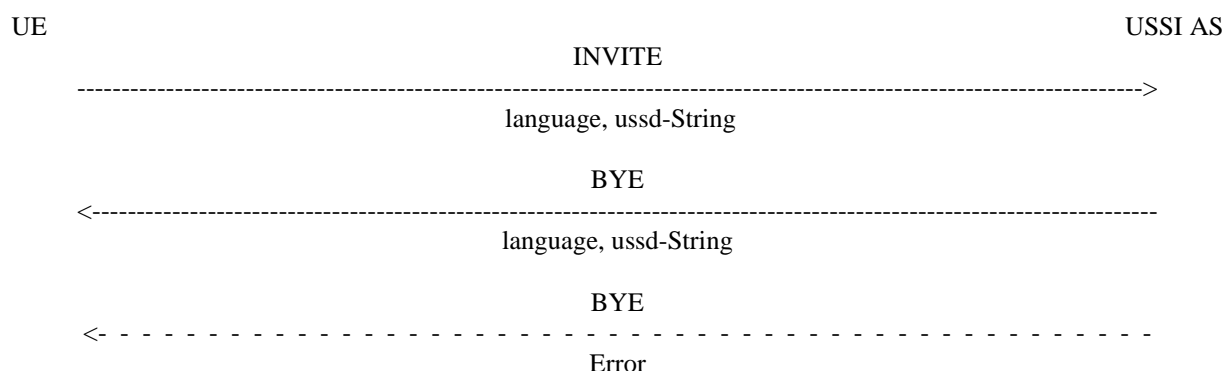 UE USSI AS
INVITE
language, ussd-String
BYE
language, ussd-String
BYE
Error